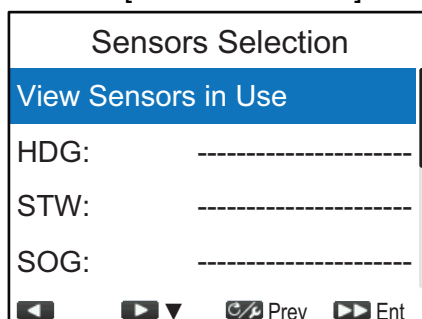 Sensors Selection
View Sensors in Use
HDG: ----------------------
STW: ----------------------
SOG: ----------------------
Prev Ent